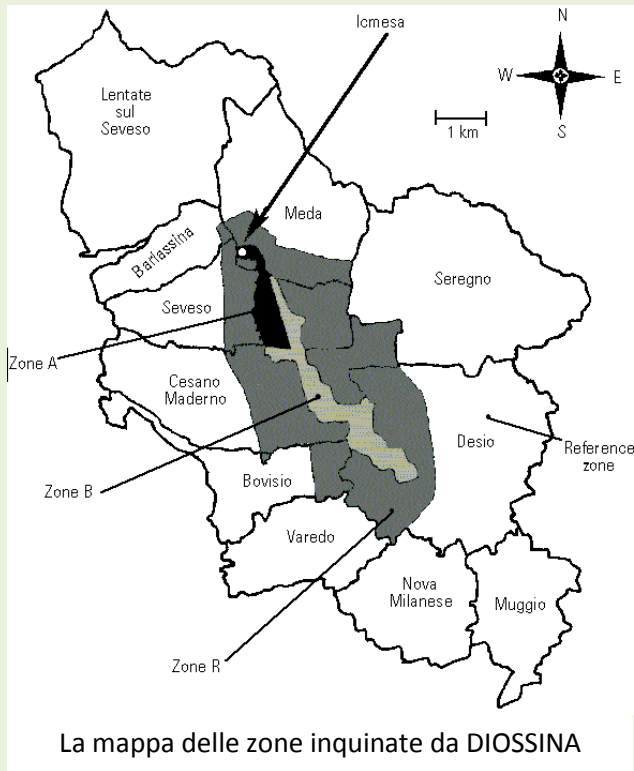 Icmesa
N
W
E
S
1 km
Lentate
sul
Seveso
Meda
Barlassina
Seregno
Seveso
Zone A
Cesano
Maderno
Desio
Reference
zone
Zone B
Bovisio
Varedo
Nova
Milanese
Muggio
Zone R
La mappa delle zone inquinate da DIOSSINA